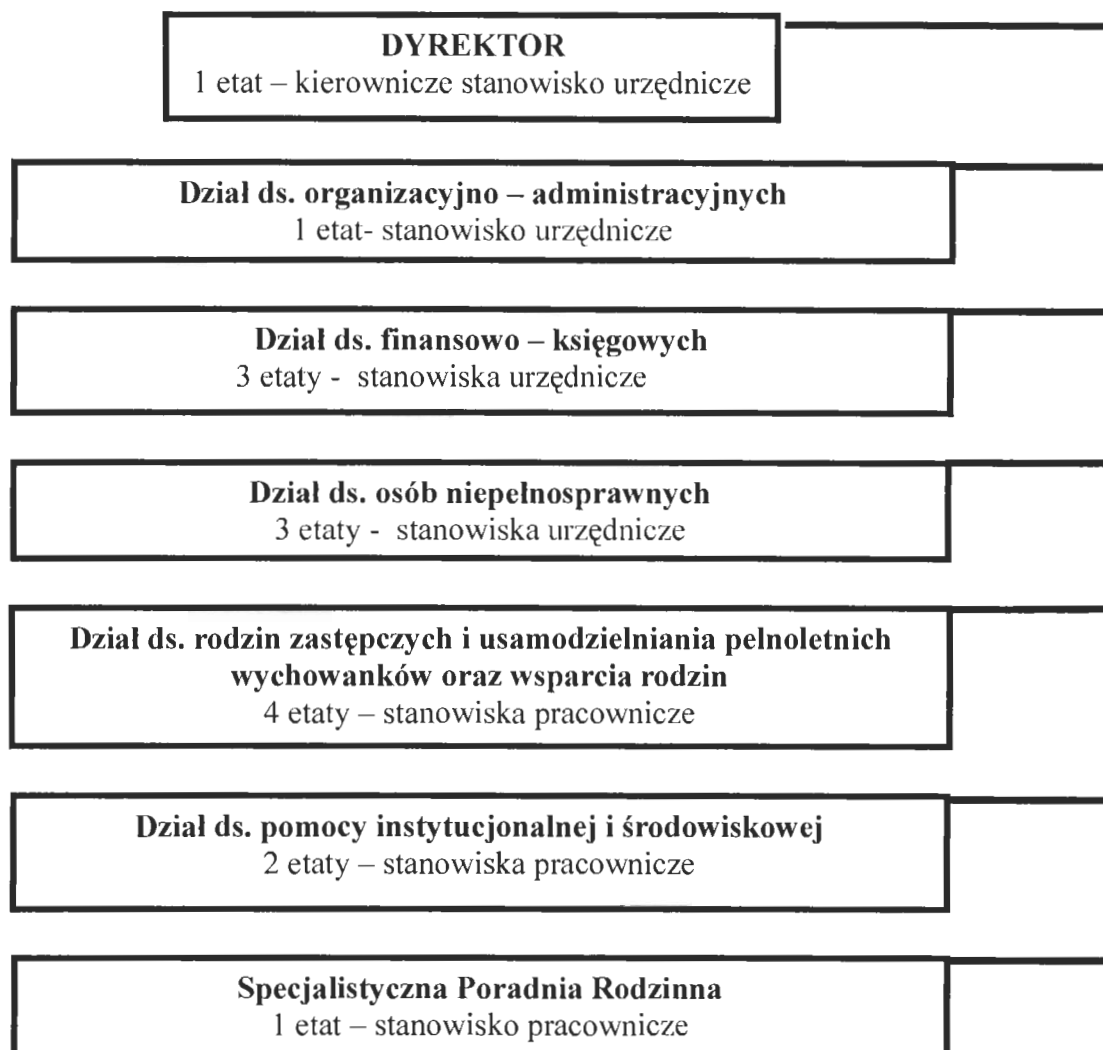 DYREKTOR
1 etat – kierownicze stanowisko urzędnicze
Dział ds. organizacyjno – administracyjnych
1 etat- stanowisko urzędnicze
Dział ds. finansowo – księgowych
3 etaty - stanowiska urzędnicze
Dział ds. osób niepełnosprawnych
3 etaty - stanowiska urzędnicze
Dział ds. rodzin zastępczych i usamodzielniania pełnoletnich
wychowanków oraz wsparcia rodzin
4 etaty – stanowiska pracownicze
Dział ds. pomocy instytucjonalnej i środowiskowej
2 etaty – stanowiska pracownicze
Specjalistyczna Poradnia Rodzinna
1 etat – stanowisko pracownicze